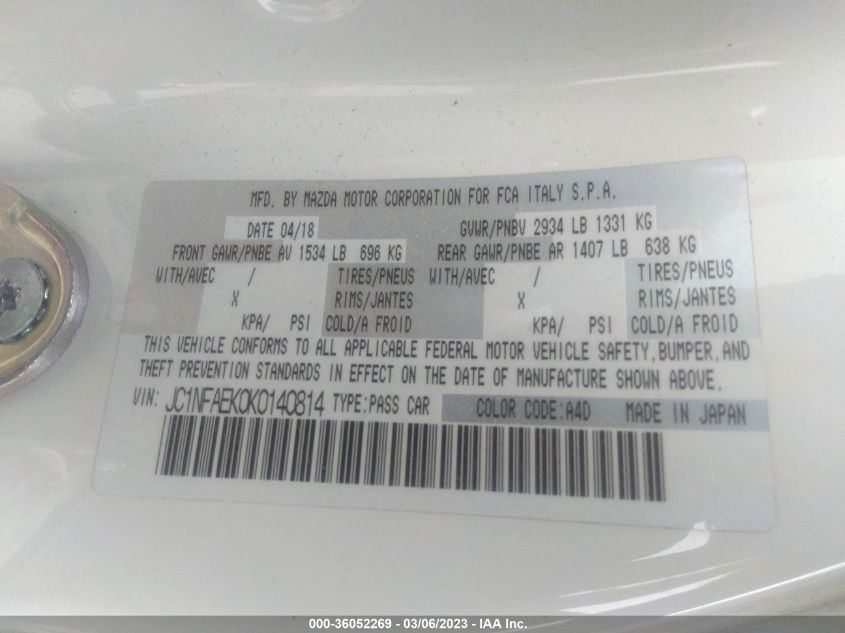 MFD. BY MAZDA MOTOR CORPORATION FOR FCA ITALY S.P.A.
DATE 04/18 GVWR/PNBV 2934 LB 1331 KG
FRONT GAWR/PNBE AV 1534 LB 696 KG REAR GAWR/PNBE AR 1407 LB 638 KG
WITH/AVEC / TIRES/PNEUS WITH/AVEC / TIRES/PNEUS
X RIMS/JANTES X RIMS/JANTES
KPA/ PSI COLD/A FROID KPA/ PSI COLD/A FROID
THIS VEHICLE CONFORMS TO ALL APPLICABLE FEDERAL MOTOR VEHICLE SAFETY, BUMPER, AND
THEFT PREVENTION STANDARDS IN EFFECT ON THE DATE OF MANUFACTURE SHOWN ABOVE.
VIN: JC1NFAEK0K0140814 TYPE: PASS CAR COLOR CODE: A4D MADE IN JAPAN
000-36052269 - 03/06/2023 - IAA Inc.